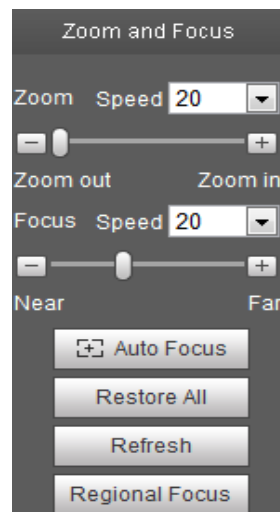 Zoom and Focus
Zoom Speed 20
Zoom out Zoom in
Focus Speed 20
Near Far
Auto Focus
Restore All
Refresh
Regional Focus